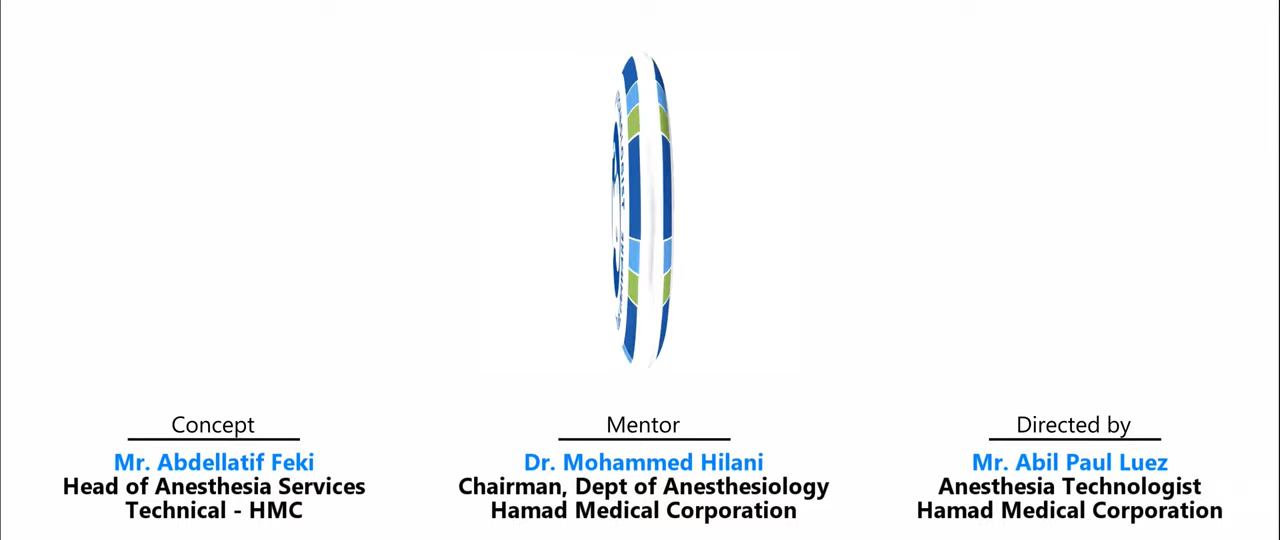 Concept
Mr. Abdellatif Feki
Head of Anesthesia Services
Technical - HMC
Mentor
Dr. Mohammed Hilani
Chairman, Dept of Anesthesiology
Hamad Medical Corporation
Directed by
Mr. Abil Paul Luez
Anesthesia Technologist
Hamad Medical Corporation